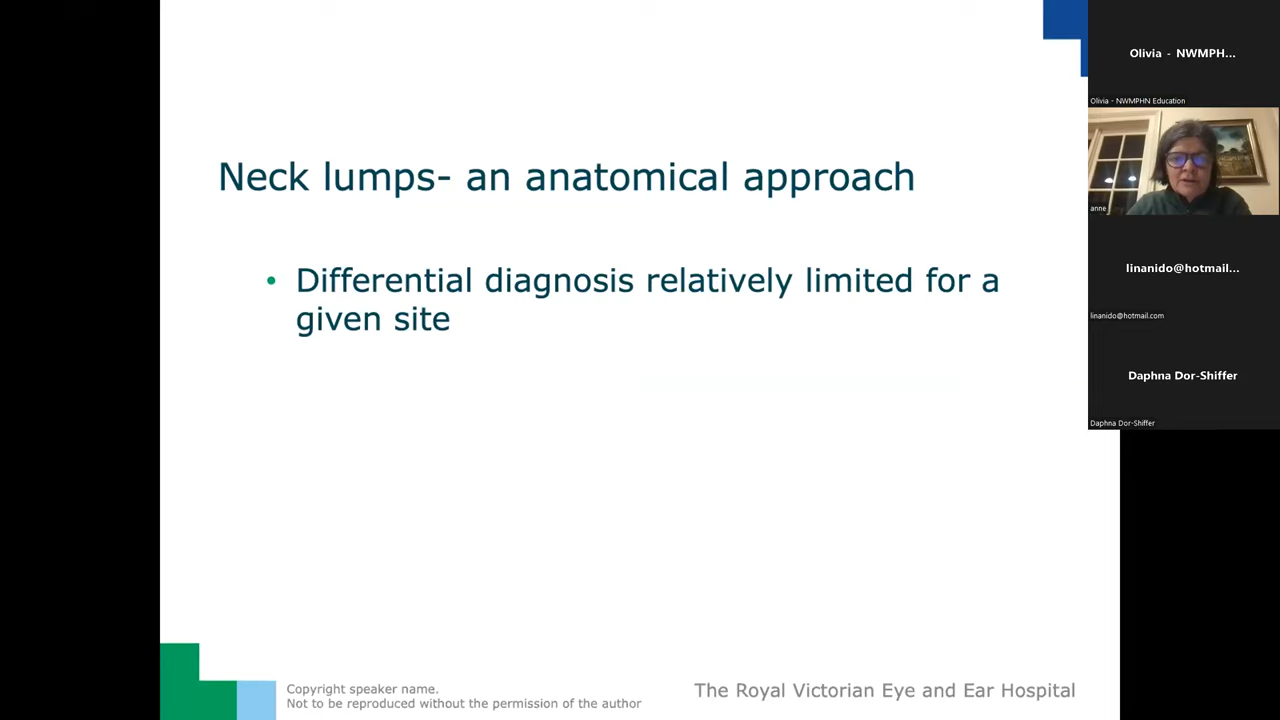 Neck lumps- an anatomical approach
• Differential diagnosis relatively limited for a
given site
Copyright speaker name.
Not to be reproduced without the permission of the author
The Royal Victorian Eye and Ear Hospital
Olivia - NWMPH...
Olivia - NWMPHN Education
anne
linanido@hotmail...
linanido@hotmail.com
Daphna Dor-Shiffer
Daphna Dor-Shiffer